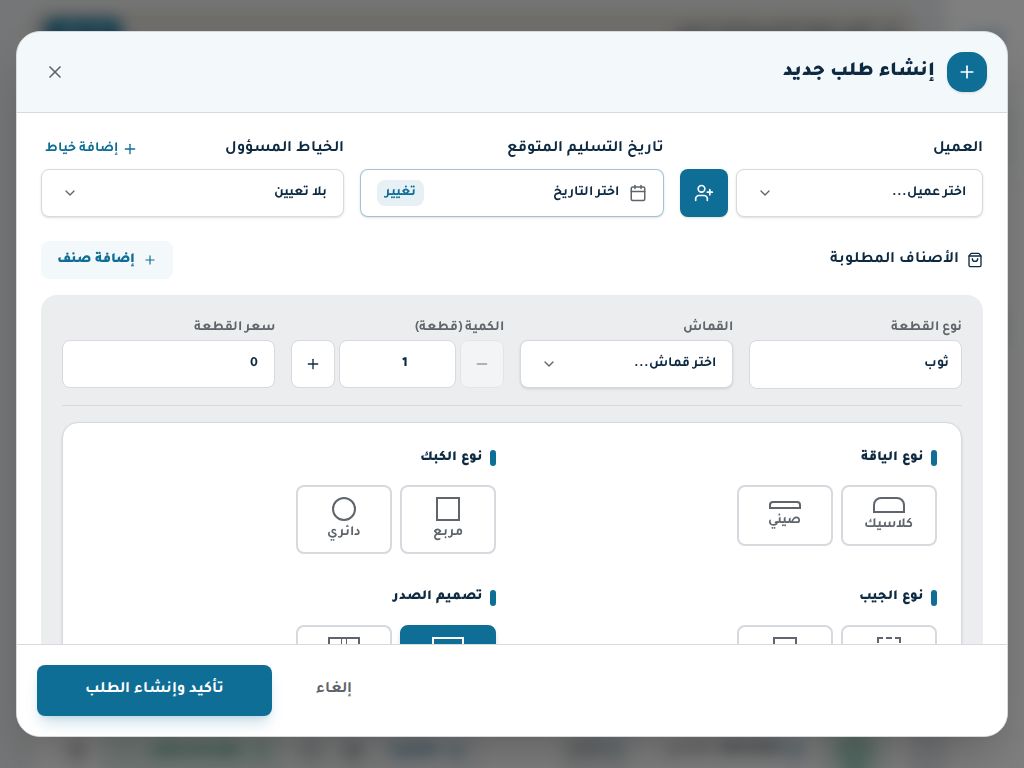 إنشاء طلب جديد
العميل
اختر عميل...
تاريخ التسليم المتوقع
اختر التاريخ
تغيير
الخياط المسؤول
إضافة خياط
بلا تعيين
الأصناف المطلوبة
إضافة صنف
نوع القطعة
ثوب
القماش
اختر قماش...
الكمية (قطعة)
1
سعر القطعة
0
نوع الياقة
كلاسيك
صيني
نوع الكبك
مربع
دائري
نوع الجيب
تصميم الصدر
إلغاء
تأكيد وإنشاء الطلب